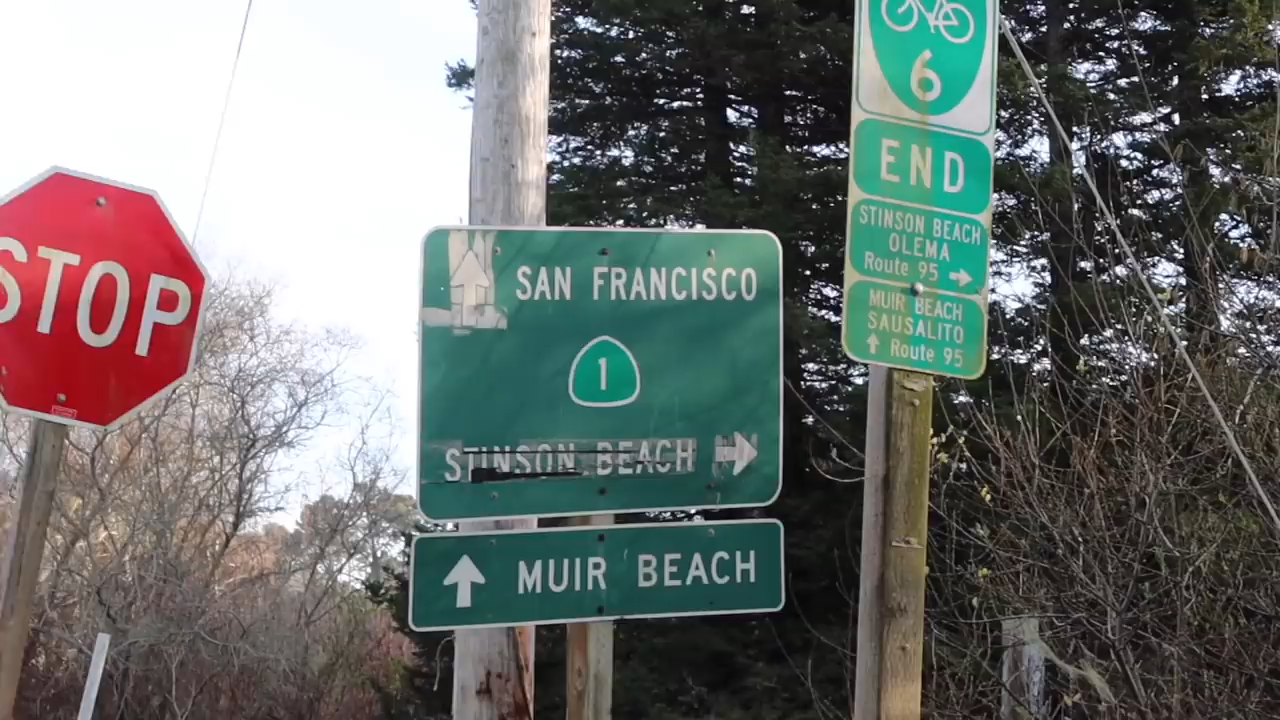 STOP
SAN FRANCISCO
1
STINSON BEACH
MUIR BEACH
6
END
STINSON BEACH
OLEMA
Route 95
MUIR BEACH
SAUSALITO
Route 95